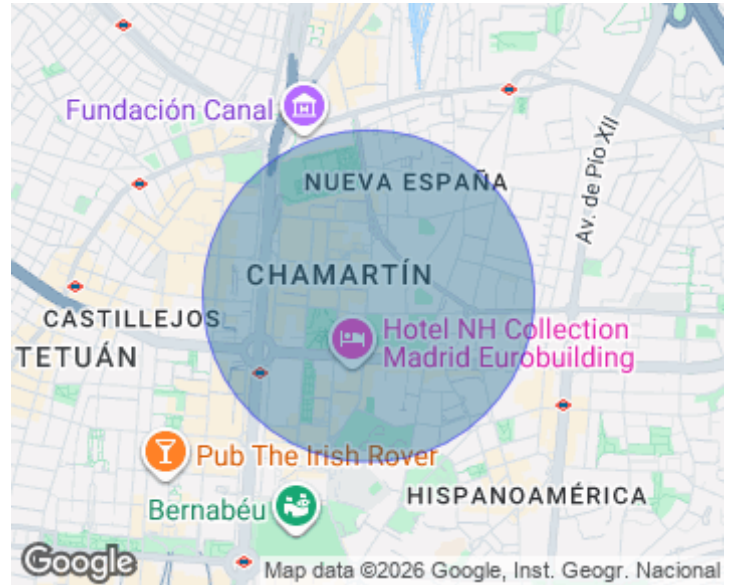 Fundación Canal
NUEVA ESPAÑA
Av. de Pío XII
CHAMARTÍN
CASTILLEJOS
TETUÁN
Hotel NH Collection
Madrid Eurobuilding
Pub The Irish Rover
Bernabéu
HISPANOAMÉRICA
Google
Map data ©2026 Google, Inst. Geogr. Nacional